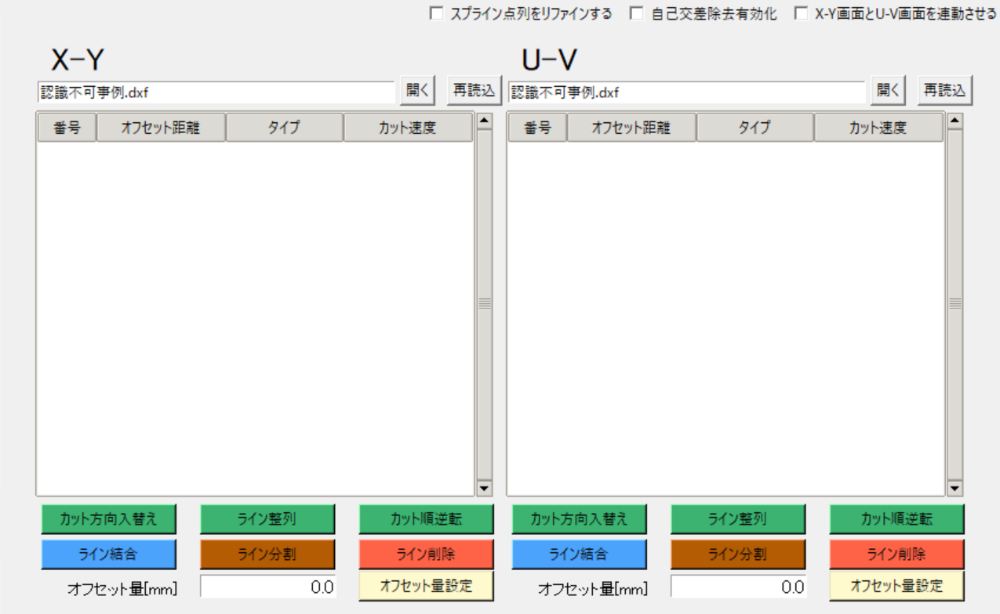 スプライン点列をリファインする 自己交差除去有効化 X-Y画面とU-V画面を連動させる
X-Y
認識不可事例.dxf 開く 再読込
番号 オフセット距離 タイプ カット速度
カット方向入替え ライン整列 カット順逆転
ライン結合 ライン分割 ライン削除
オフセット量[mm] 0.0 オフセット量設定
U-V
認識不可事例.dxf 開く 再読込
番号 オフセット距離 タイプ カット速度
カット方向入替え ライン整列 カット順逆転
ライン結合 ライン分割 ライン削除
オフセット量[mm] 0.0 オフセット量設定